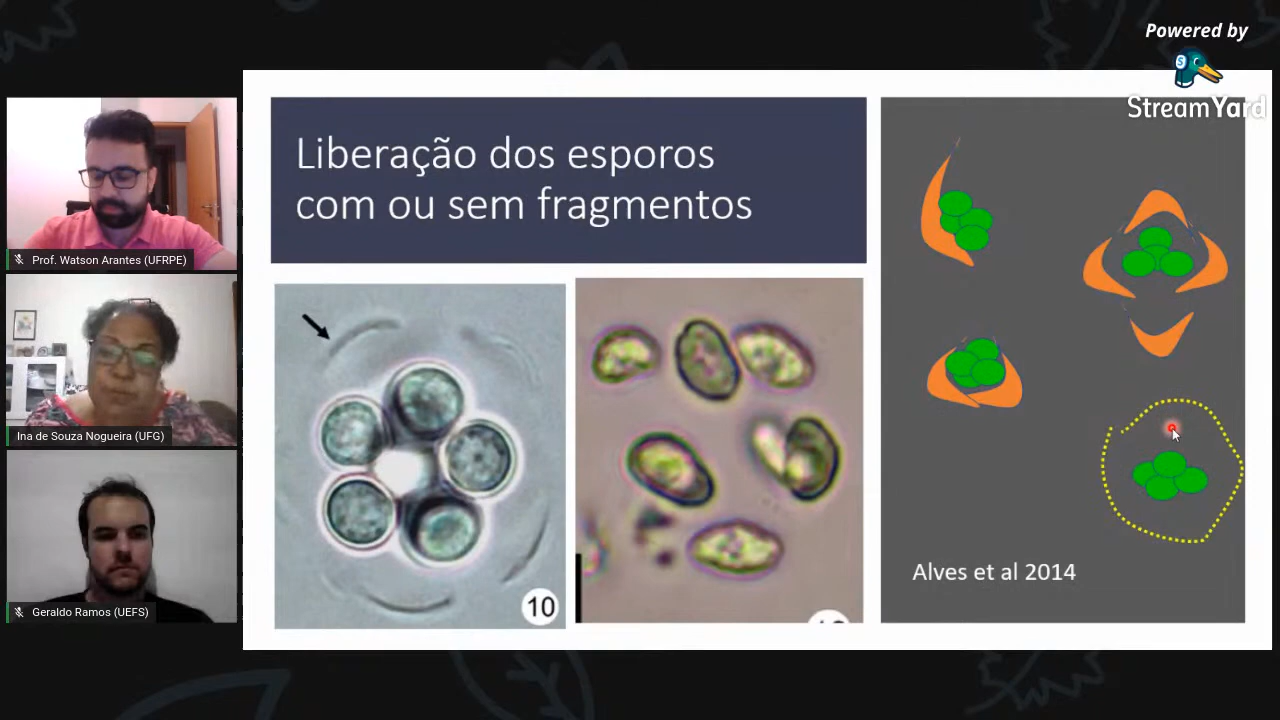 Powered by
StreamYard
Liberação dos esporos
com ou sem fragmentos
Prof. Watson Arantes (UFRPE)
Ina de Souza Nogueira (UFG)
Geraldo Ramos (UEFS)
10
Alves et al 2014